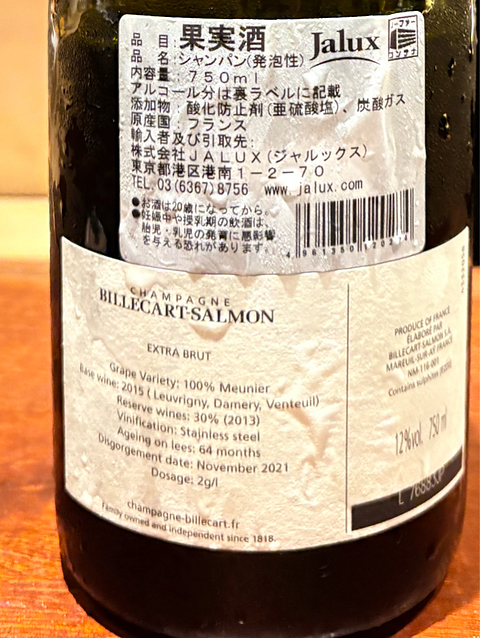 品目:果実酒 Jalux
品名:シャンパン(発泡性)
内容量:750ml
アルコール分は裏ラベルに記載
添加物:酸化防止剤(亜硫酸塩)、炭酸ガス
原産国:フランス
輸入者及び引取先:
株式会社JALUX(ジャルックス)
東京都港区港南1-2-70
TEL.03(6367)8756 www.jalux.com
●お酒は20歳になってから。
●妊娠中や授乳期の飲酒は、
胎児・乳児の発育に悪影響
を与える恐れがあります。
CHAMPAGNE
BILLECART-SALMON
EXTRA BRUT
Grape Variety: 100% Meunier
Base wine: 2015 ( Leuvrigny, Damery, Venteuil)
Reserve wines: 30% (2013)
Vinification: Stainless steel
Ageing on lees: 64 months
Disgorgement date: November 2021
Dosage: 2g/l
champagne-billecart.fr
Family owned and independent since 1818.
PRODUCE OF FRANCE
ÉLABORÉ PAR
BILLECART-SALMON S.A.
MAREUIL-SUR-AY FRANCE
NM-116-001
Contains sulphites
12%vol. 750 ml